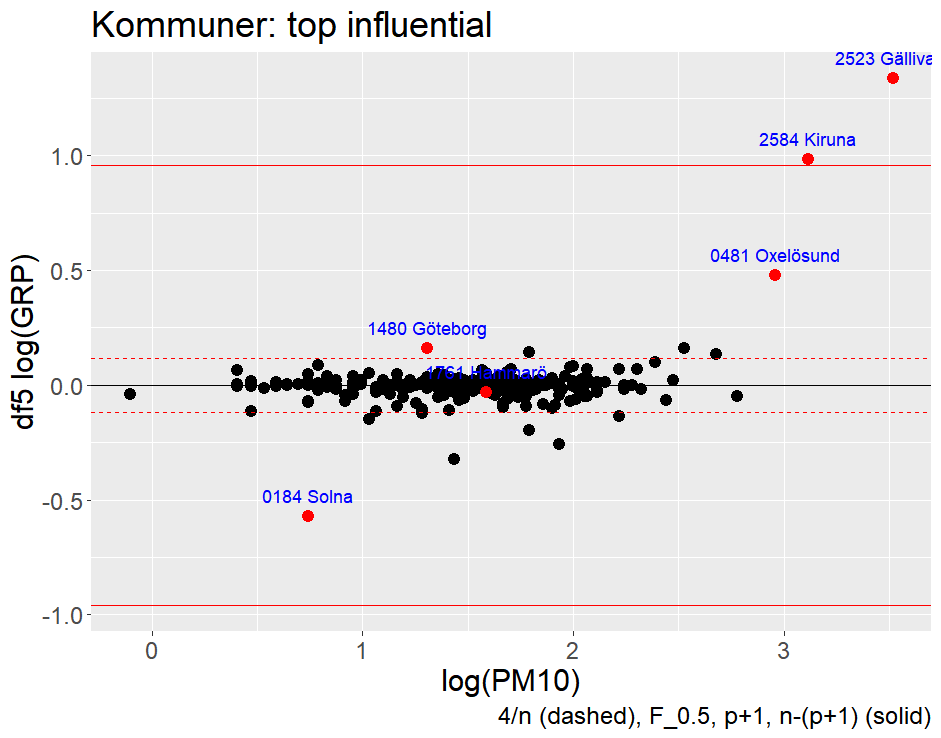 Kommuner: top influential
2523 Gälliva
2584 Kiruna
1.0
0481 Oxelösund
0.5
1480 Göteborg
1761 Hammarö
0.0
0184 Solna
-0.5
-1.0
df5 log(GRP)
0 1 2 3
log(PM10)
4/n (dashed), F_0.5, p+1, n-(p+1) (solid)